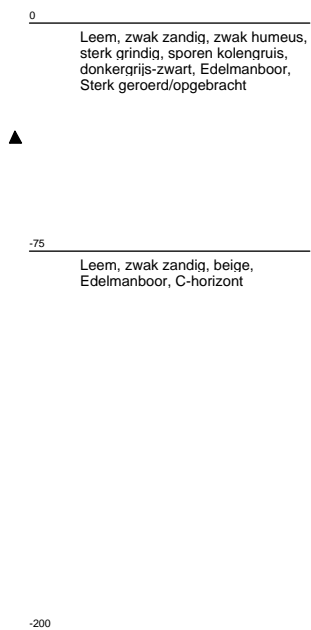 0
Leem, zwak zandig, zwak humeus,
sterk grindig, sporen kolengruis,
donkergrijs-zwart, Edelmanboor,
Sterk geroerd/opgebracht
-75
Leem, zwak zandig, beige,
Edelmanboor, C-horizont
-200